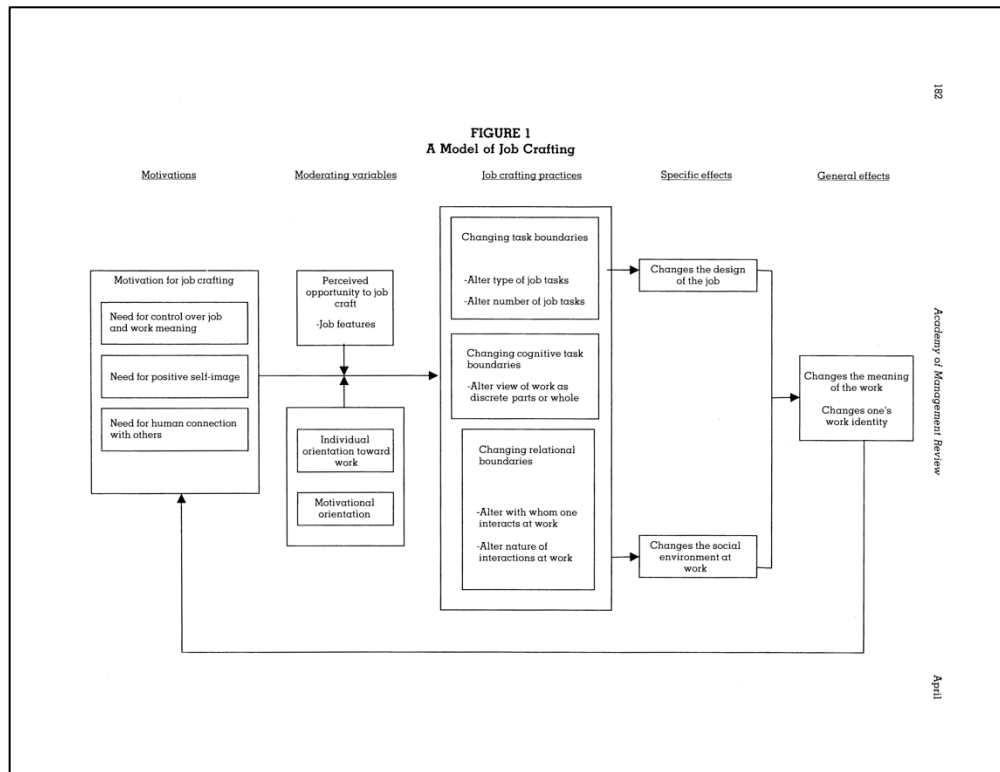 182
FIGURE 1
A Model of Job Crafting
Motivations
Moderating variables
Job crafting practices
Specific effects
General effects
Motivation for job crafting
Need for control over job
and work meaning
Need for positive self-image
Need for human connection
with others
Perceived
opportunity to job
craft
-Job features
Individual
orientation toward
work
Motivational
orientation
Changing task boundaries
-Alter type of job tasks
-Alter number of job tasks
Changing cognitive task
boundaries
-Alter view of work as
discrete parts or whole
Changing relational
boundaries
-Alter with whom one
interacts at work
-Alter nature of
interactions at work
Changes the design
of the job
Changes the social
environment at
work
Changes the meaning
of the work
Changes one's
work identity
Academy of Management Review
April